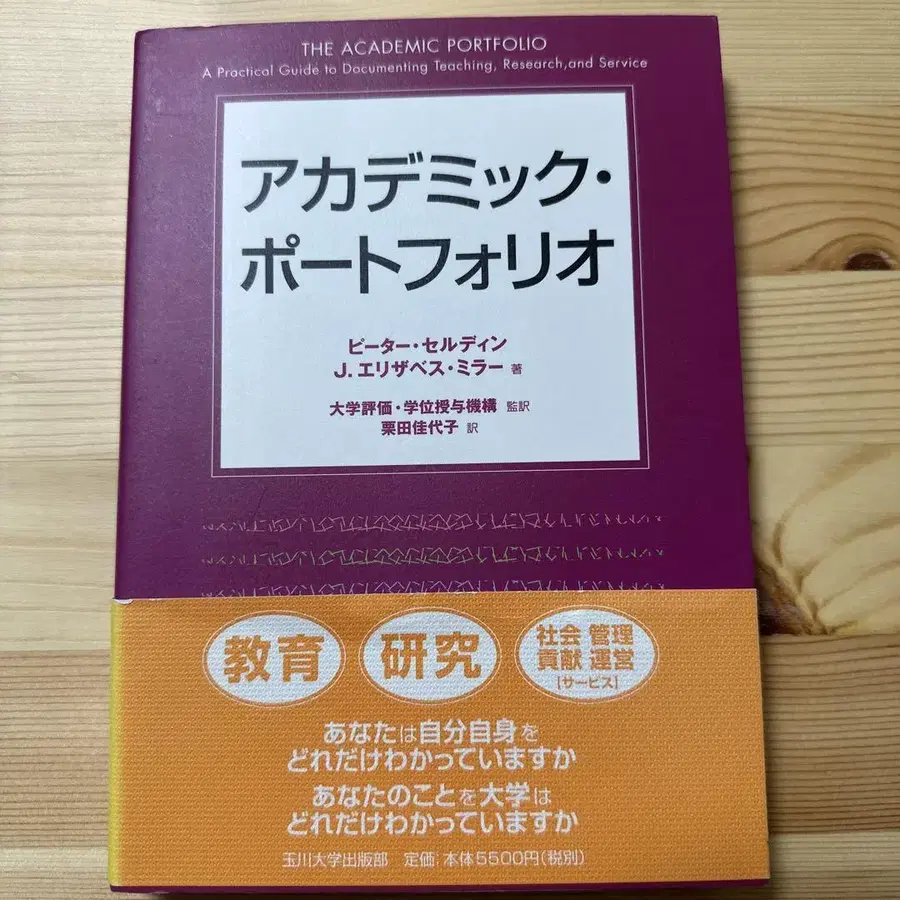 THE ACADEMIC PORTFOLIO
A Practical Guide to Documenting Teaching, Research, and Service
アカデミック・
ポートフォリオ
ピーター・セルディン
J. エリザベス・ミラー 著
大学評価・学位授与機構 監訳
栗田佳代子 訳
教育
研究
社会 管理
貢献 運営
[サービス]
あなたは自分自身を
どれだけわかっていますか
あなたのことを大学は
どれだけわかっていますか
玉川大学出版部 定価:本体5500円(税別)